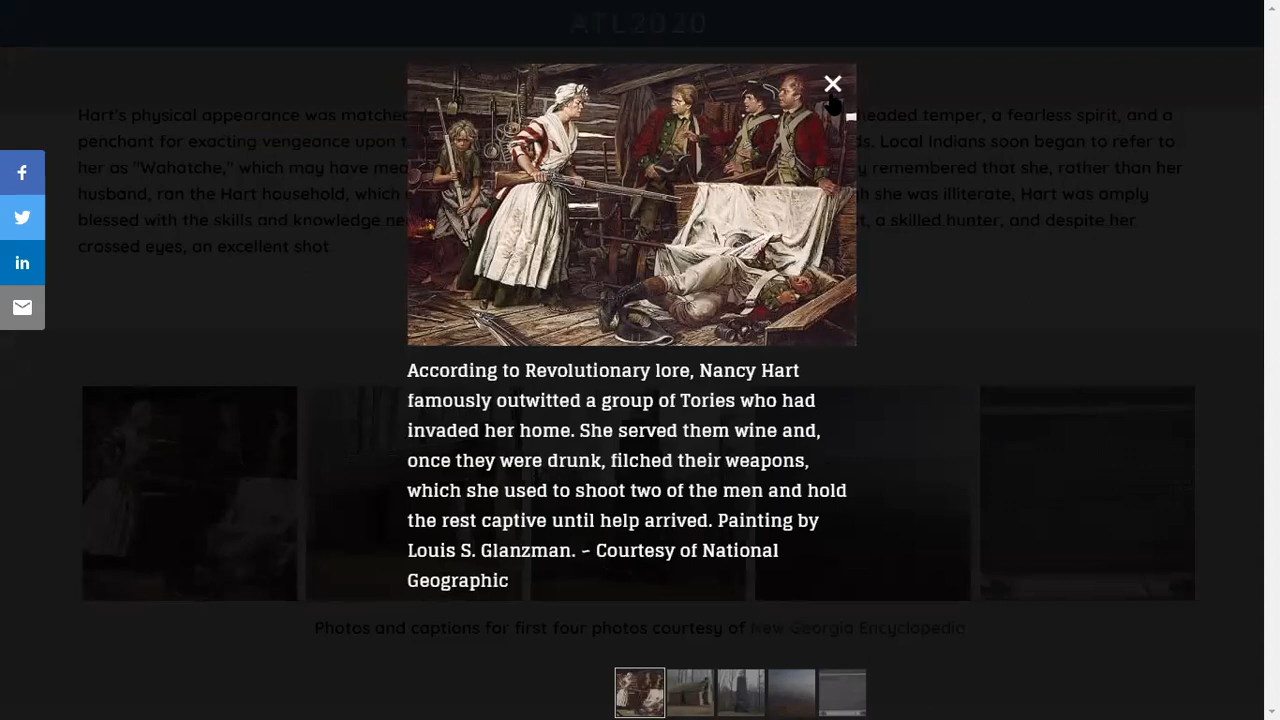 ATL2020
Hart's physical appearance was matched
headed temper, a fearless spirit, and a
penchant for exacting vengeance upon
Local Indians soon began to refer to
her as "Wahatche," which may have
remembered that she, rather than her
husband, ran the Hart household, which
she was illiterate, Hart was amply
blessed with the skills and knowledge
a skilled hunter, and despite her
crossed eyes, an excellent shot
f
in
According to Revolutionary lore, Nancy Hart
famously outwitted a group of Tories who had
invaded her home. She served them wine and,
once they were drunk, filched their weapons,
which she used to shoot two of the men and hold
the rest captive until help arrived. Painting by
Louis S. Glanzman. ~ Courtesy of National
Geographic
Photos and captions for first four photos courtesy of New Georgia Encyclopedia